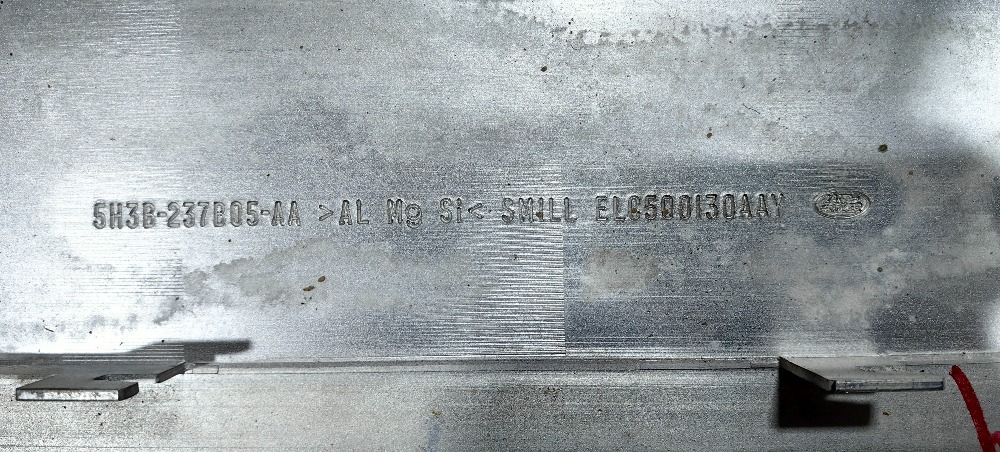 5H3B-237B05-AA >AL Mg Si< SMILL ELC500130AAY